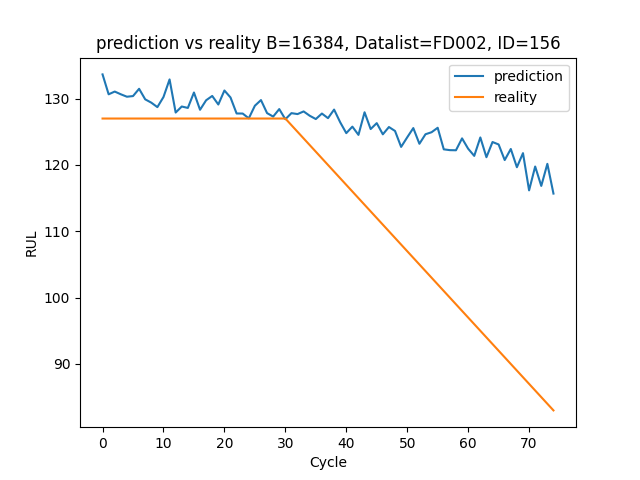 prediction vs reality B=16384, Datalist=FD002, ID=156
prediction
reality
130
120
110
100
90
RUL
0 10 20 30 40 50 60 70
Cycle